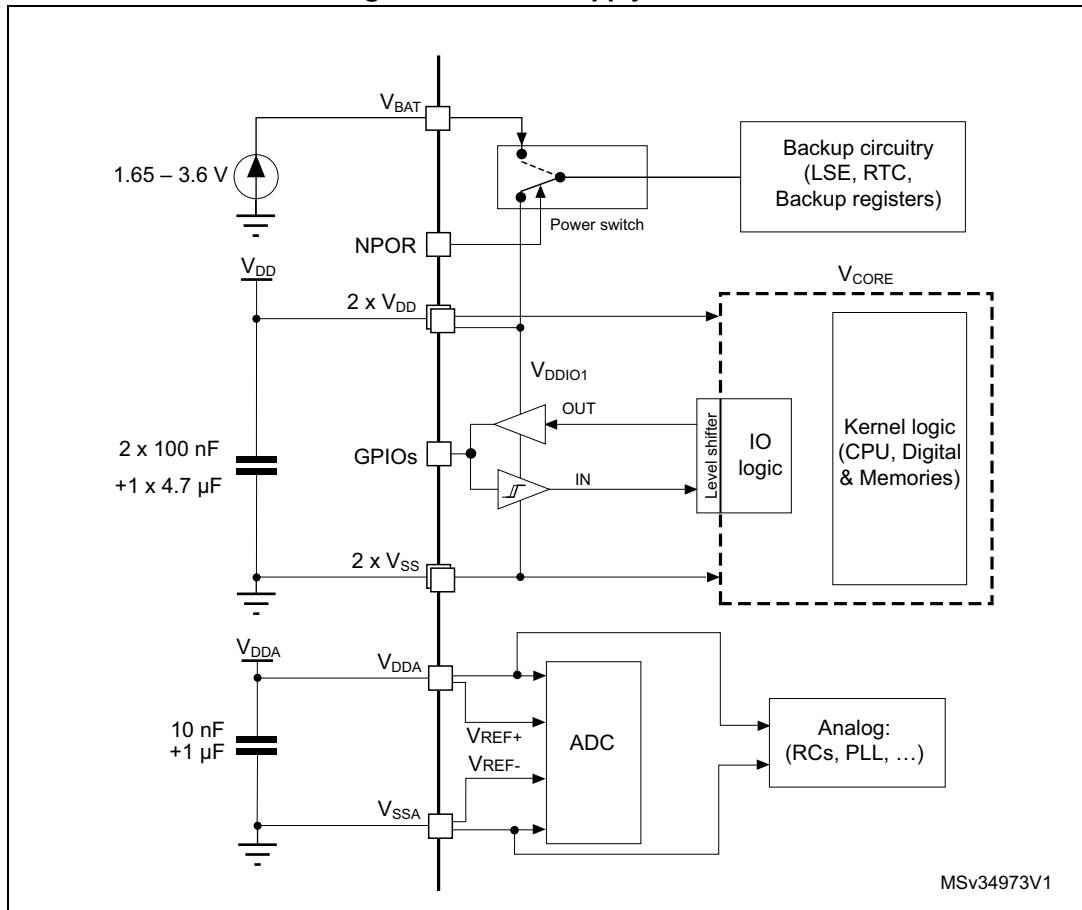 VBAT
1.65 – 3.6 V
Power switch
Backup circuitry
(LSE, RTC,
Backup registers)
NPOR
VDD
2 x VDD
VCORE
VDDIO1
OUT
2 x 100 nF
+1 x 4.7 µF
GPIOs
IN
Level shifter
IO
logic
Kernel logic
(CPU, Digital
& Memories)
2 x VSS
VDDA
VDDA
10 nF
+1 µF
VREF+
VREF-
ADC
Analog:
(RCs, PLL, …)
VSSA
MSv34973V1